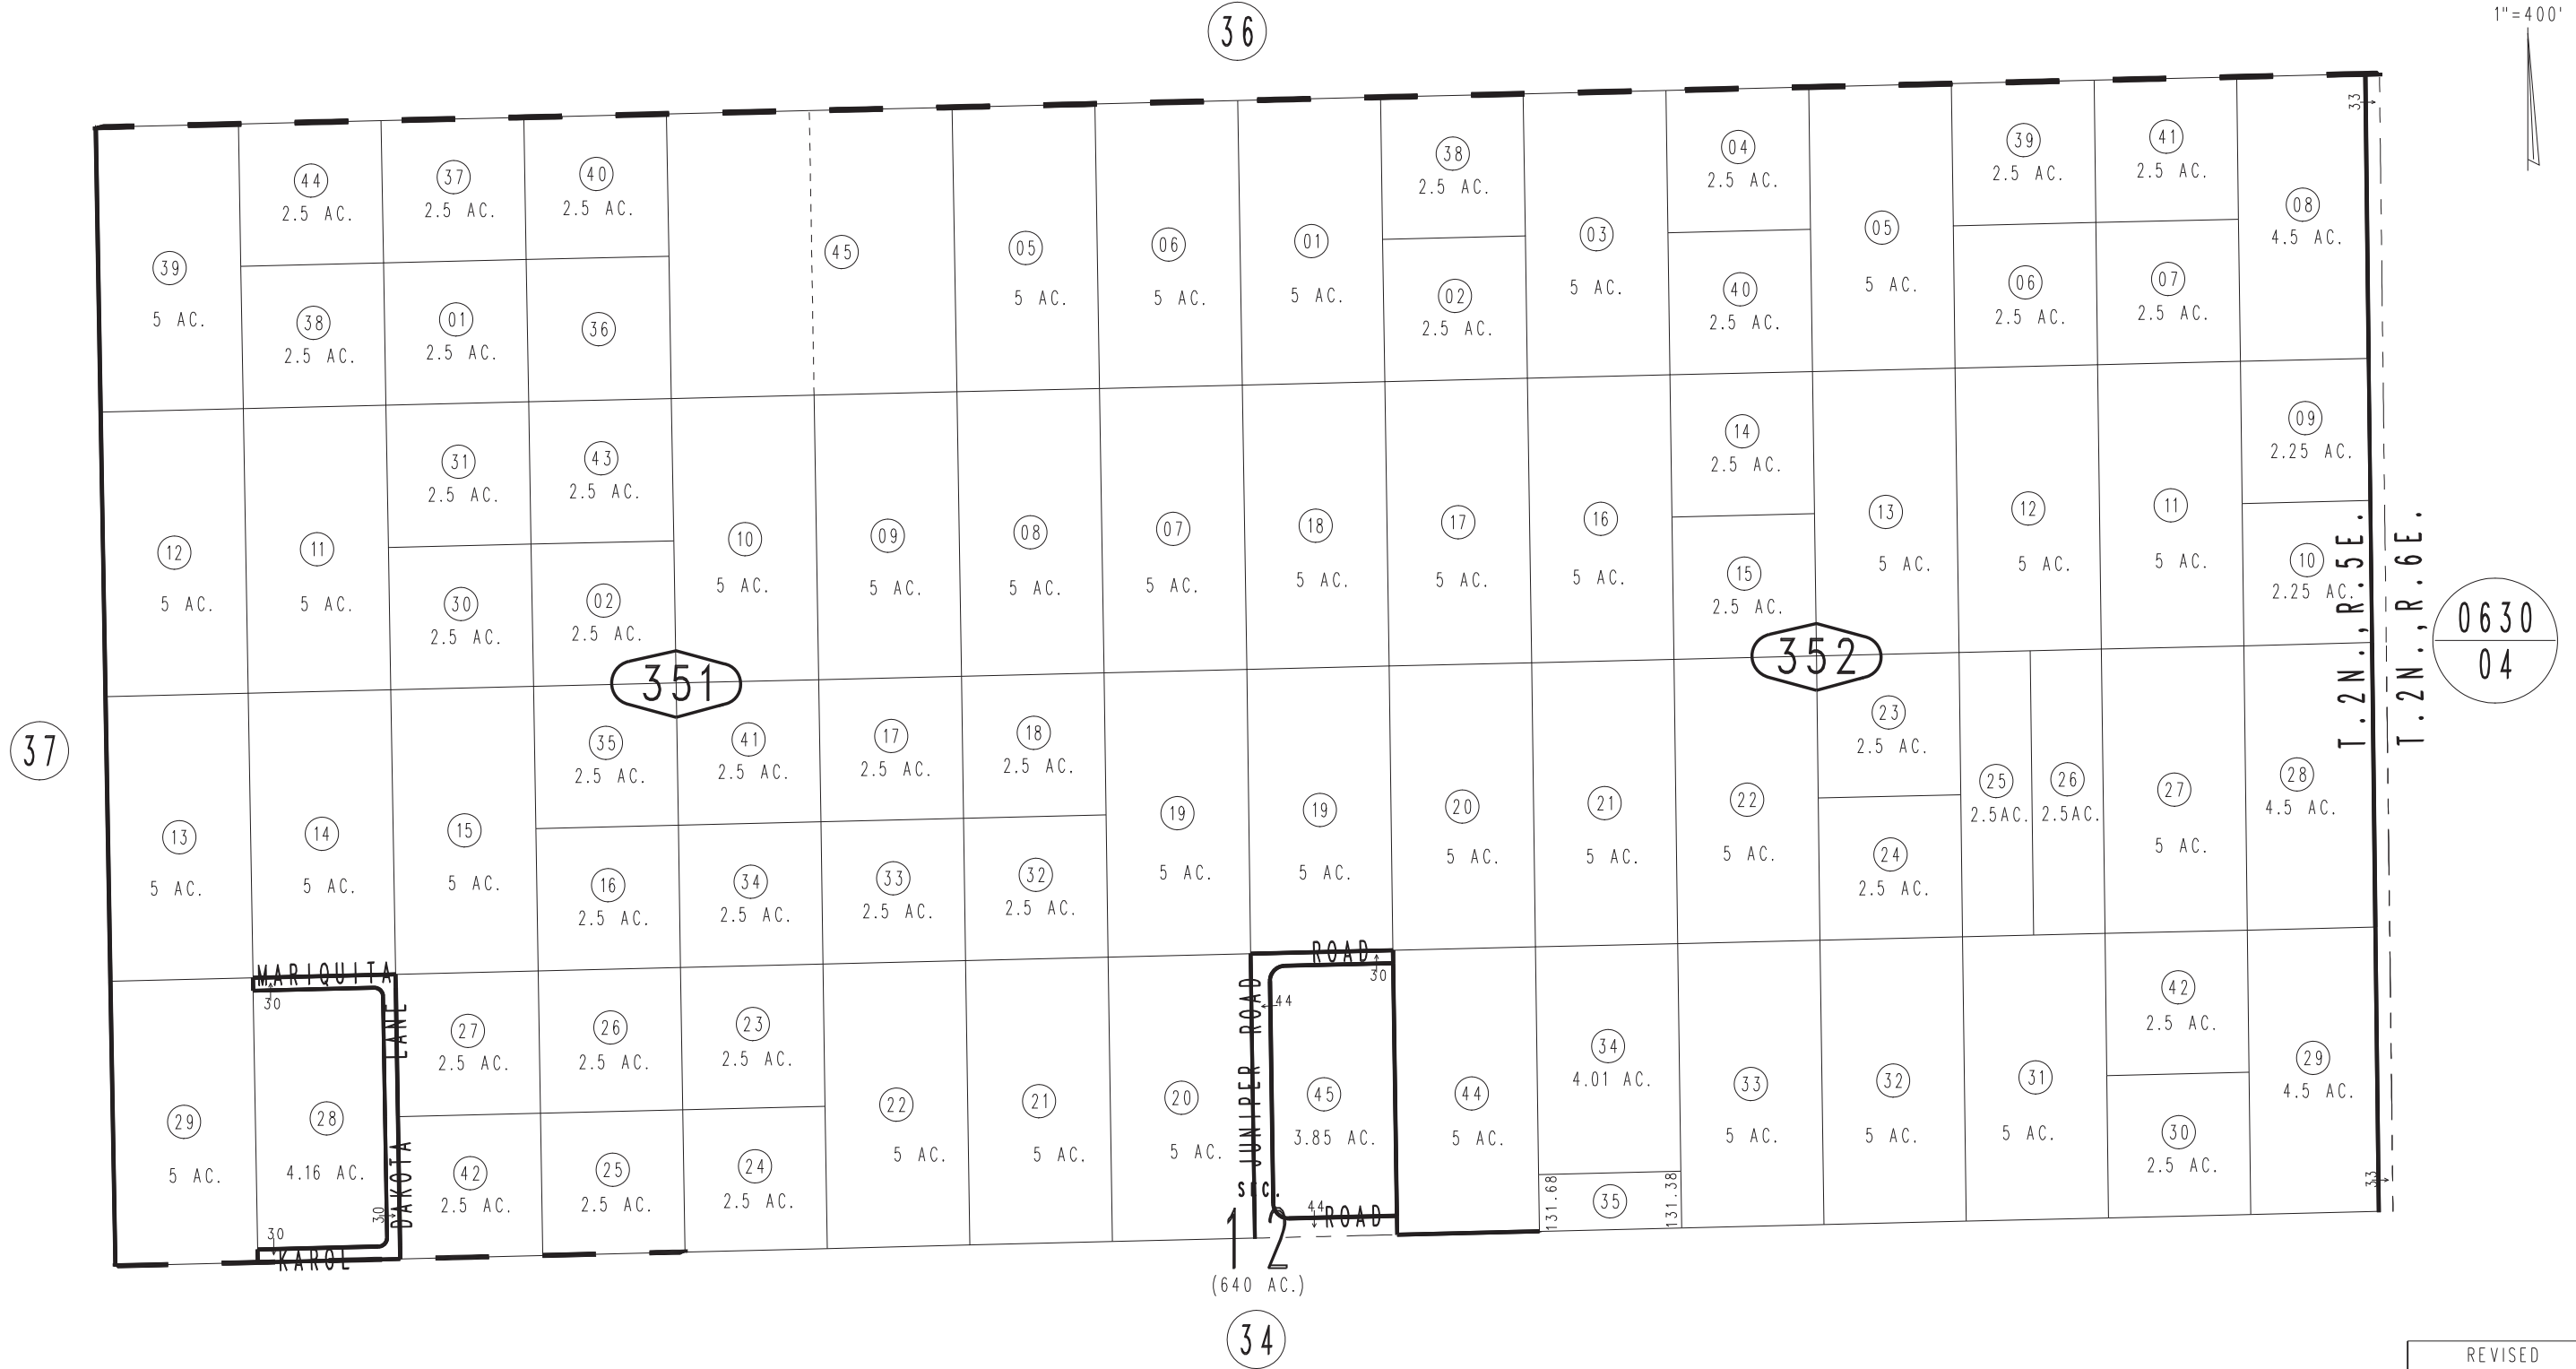 36
1"=400'
33
44
2.5 AC.
37
2.5 AC.
40
2.5 AC.
38
2.5 AC.
04
2.5 AC.
39
2.5 AC.
41
2.5 AC.
08
4.5 AC.
39
5 AC.
45
05
5 AC.
06
5 AC.
01
5 AC.
03
5 AC.
05
5 AC.
38
2.5 AC.
01
2.5 AC.
36
02
2.5 AC.
40
2.5 AC.
06
2.5 AC.
07
2.5 AC.
31
2.5 AC.
43
2.5 AC.
14
2.5 AC.
09
2.25 AC.
12
5 AC.
11
5 AC.
10
5 AC.
09
5 AC.
08
5 AC.
07
5 AC.
18
5 AC.
17
5 AC.
16
5 AC.
13
5 AC.
12
5 AC.
11
5 AC.
30
2.5 AC.
02
2.5 AC.
15
2.5 AC.
10
2.25 AC.
T.2N.,R.5E.
T.2N.,R.6E.
0630
04
351
352
37
35
2.5 AC.
41
2.5 AC.
17
2.5 AC.
18
2.5 AC.
23
2.5 AC.
13
5 AC.
14
5 AC.
15
5 AC.
19
5 AC.
19
5 AC.
20
5 AC.
21
5 AC.
22
5 AC.
25
2.5AC.
26
2.5AC.
27
5 AC.
28
4.5 AC.
16
2.5 AC.
34
2.5 AC.
33
2.5 AC.
32
2.5 AC.
24
2.5 AC.
MARIQUITA
30
LANE
DAKOTA
30
ROAD
30
JUNIPER ROAD
44
27
2.5 AC.
26
2.5 AC.
23
2.5 AC.
34
4.01 AC.
42
2.5 AC.
29
5 AC.
28
4.16 AC.
22
5 AC.
21
5 AC.
20
5 AC.
45
3.85 AC.
44
5 AC.
33
5 AC.
32
5 AC.
31
5 AC.
29
4.5 AC.
42
2.5 AC.
25
2.5 AC.
24
2.5 AC.
131.68
35
131.38
30
2.5 AC.
33
30
KAROL
44
ROAD
SEC.
12
(640 AC.)
34
REVISED